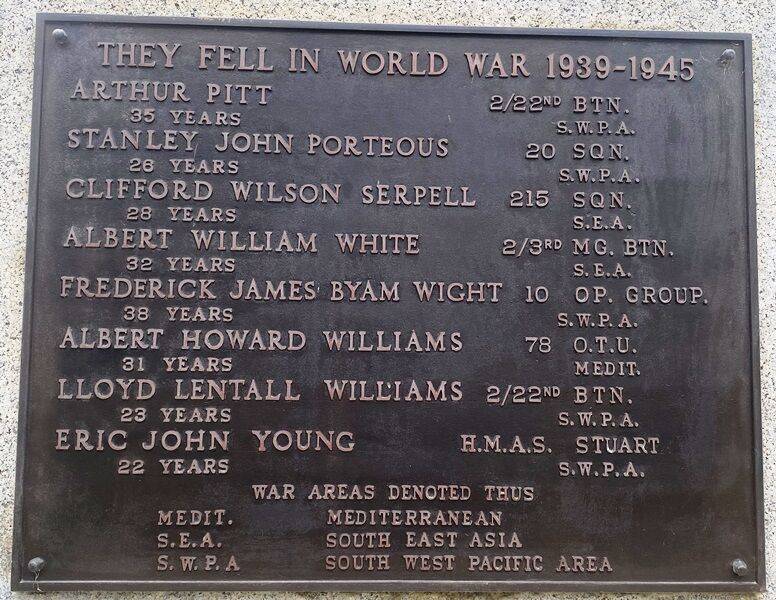 THEY FELL IN WORLD WAR 1939-1945
ARTHUR PITT 2/22ND BTN.
35 YEARS S.W.P.A.
STANLEY JOHN PORTEOUS 20 SQN.
26 YEARS S.W.P.A.
CLIFFORD WILSON SERPELL 215 SQN.
28 YEARS S.E.A.
ALBERT WILLIAM WHITE 2/3RD MG. BTN.
32 YEARS S.E.A.
FREDERICK JAMES BYAM WIGHT 10 OP. GROUP.
38 YEARS S.W.P.A.
ALBERT HOWARD WILLIAMS 78 O.T.U.
31 YEARS MEDIT.
LLOYD LENTALL WILLIAMS 2/22ND BTN.
23 YEARS S.W.P.A.
ERIC JOHN YOUNG H.M.A.S. STUART
22 YEARS S.W.P.A.
WAR AREAS DENOTED THUS
MEDIT. MEDITERRANEAN
S.E.A. SOUTH EAST ASIA
S.W.P.A SOUTH WEST PACIFIC AREA